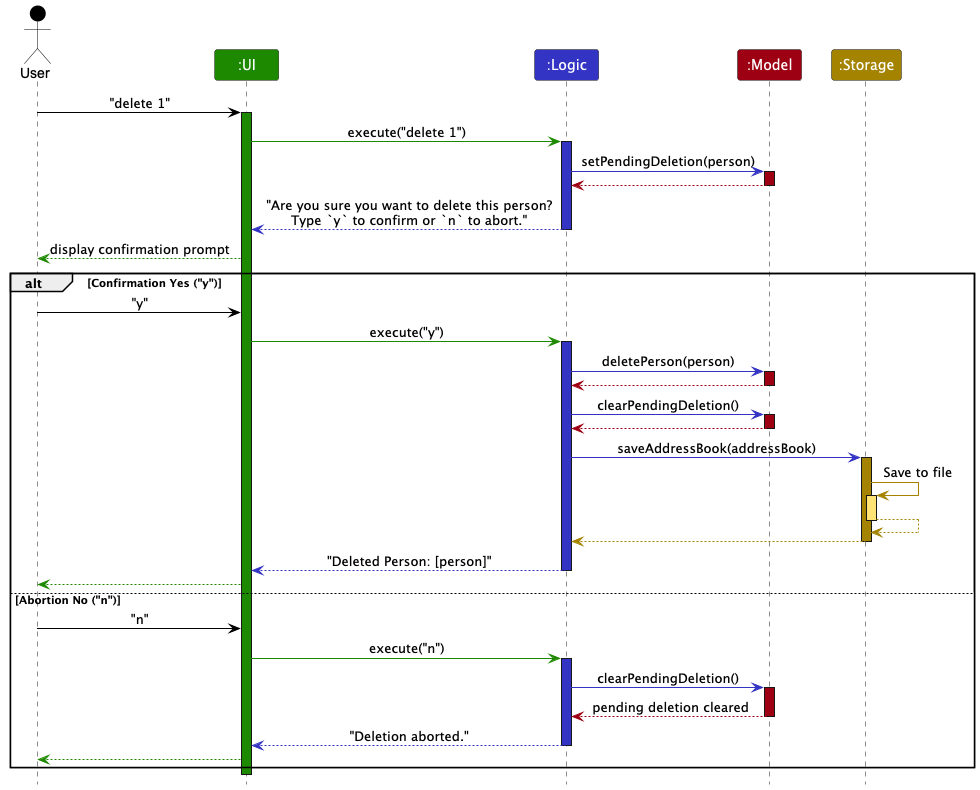 User
:UI
:Logic
:Model
:Storage
"delete 1"
execute("delete 1")
setPendingDeletion(person)
"Are you sure you want to delete this person?
Type `y` to confirm or `n` to abort."
display confirmation prompt
alt
[Confirmation Yes ("y")]
"y"
execute("y")
deletePerson(person)
clearPendingDeletion()
saveAddressBook(addressBook)
Save to file
"Deleted Person: [person]"
[Abortion No ("n")]
"n"
execute("n")
clearPendingDeletion()
pending deletion cleared
"Deletion aborted."